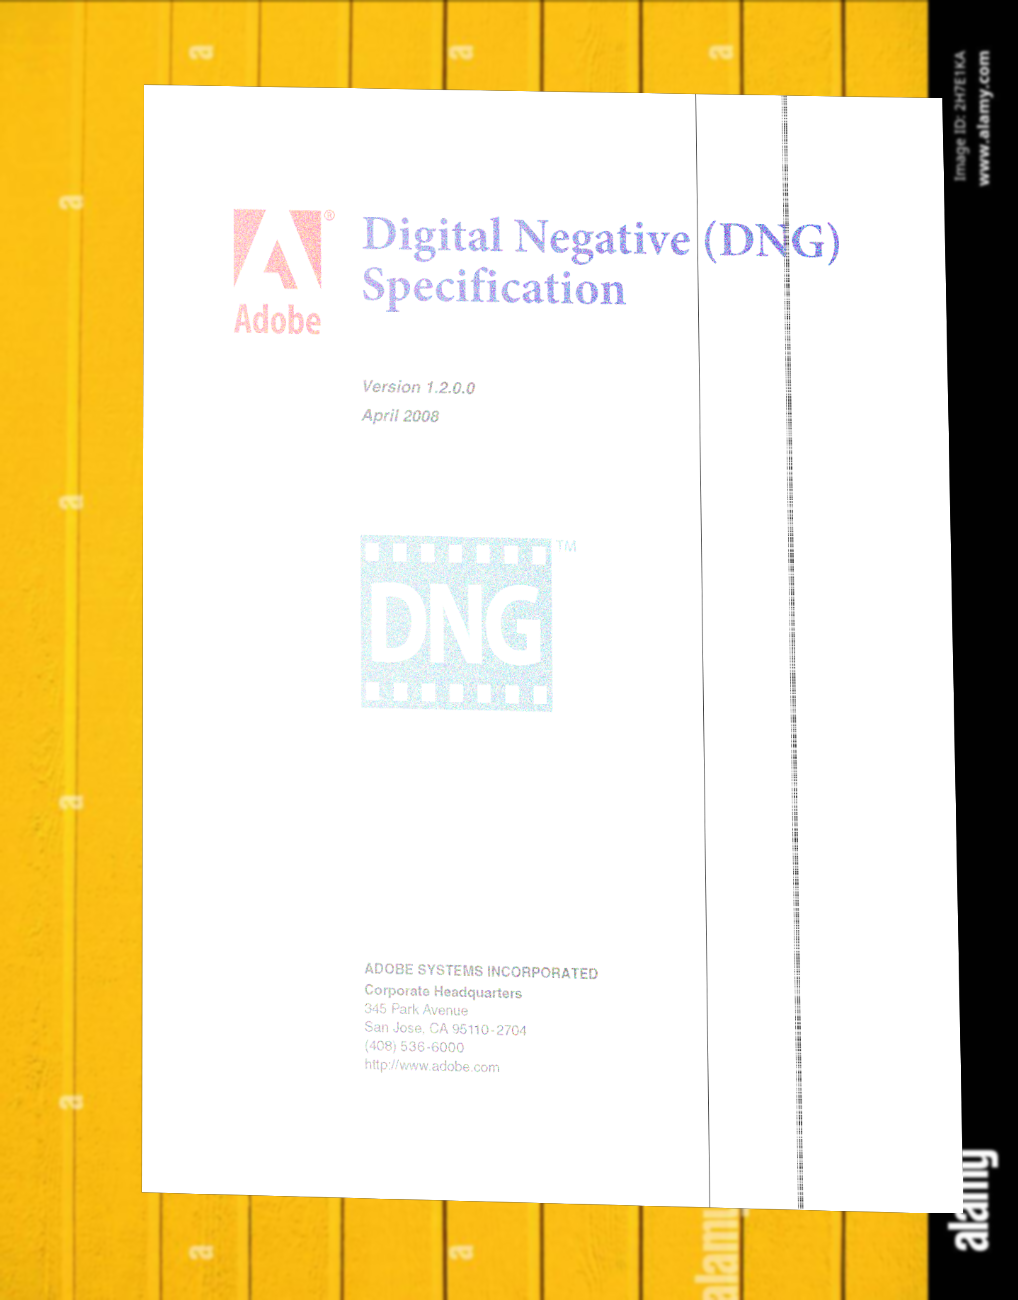 Adobe®
Digital Negative (DNG)
Specification
Version 1.2.0.0
April 2008
DNG™
ADOBE SYSTEMS INCORPORATED
Corporate Headquarters
345 Park Avenue
San Jose, CA 95110-2704
(408) 536-6000
http://www.adobe.com
a
a
a
a
a
a
a
a
a
alamy
alamy
Image ID: 2H7E1KA
www.alamy.com